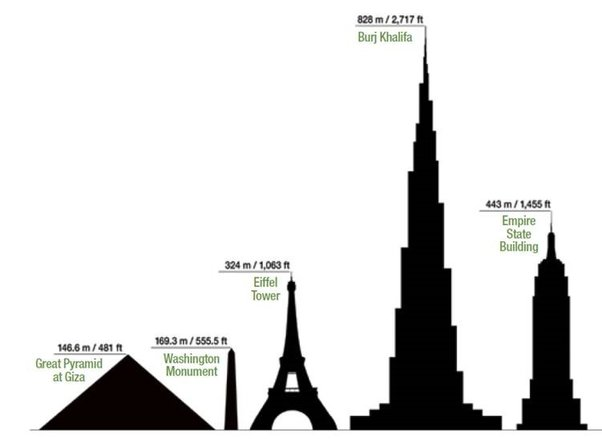 828 m / 2,717 ft
Burj Khalifa
443 m / 1,455 ft
Empire
State
Building
324 m / 1,063 ft
Eiffel
Tower
146.6 m / 481 ft
Great Pyramid
at Giza
169.3 m / 555.5 ft
Washington
Monument